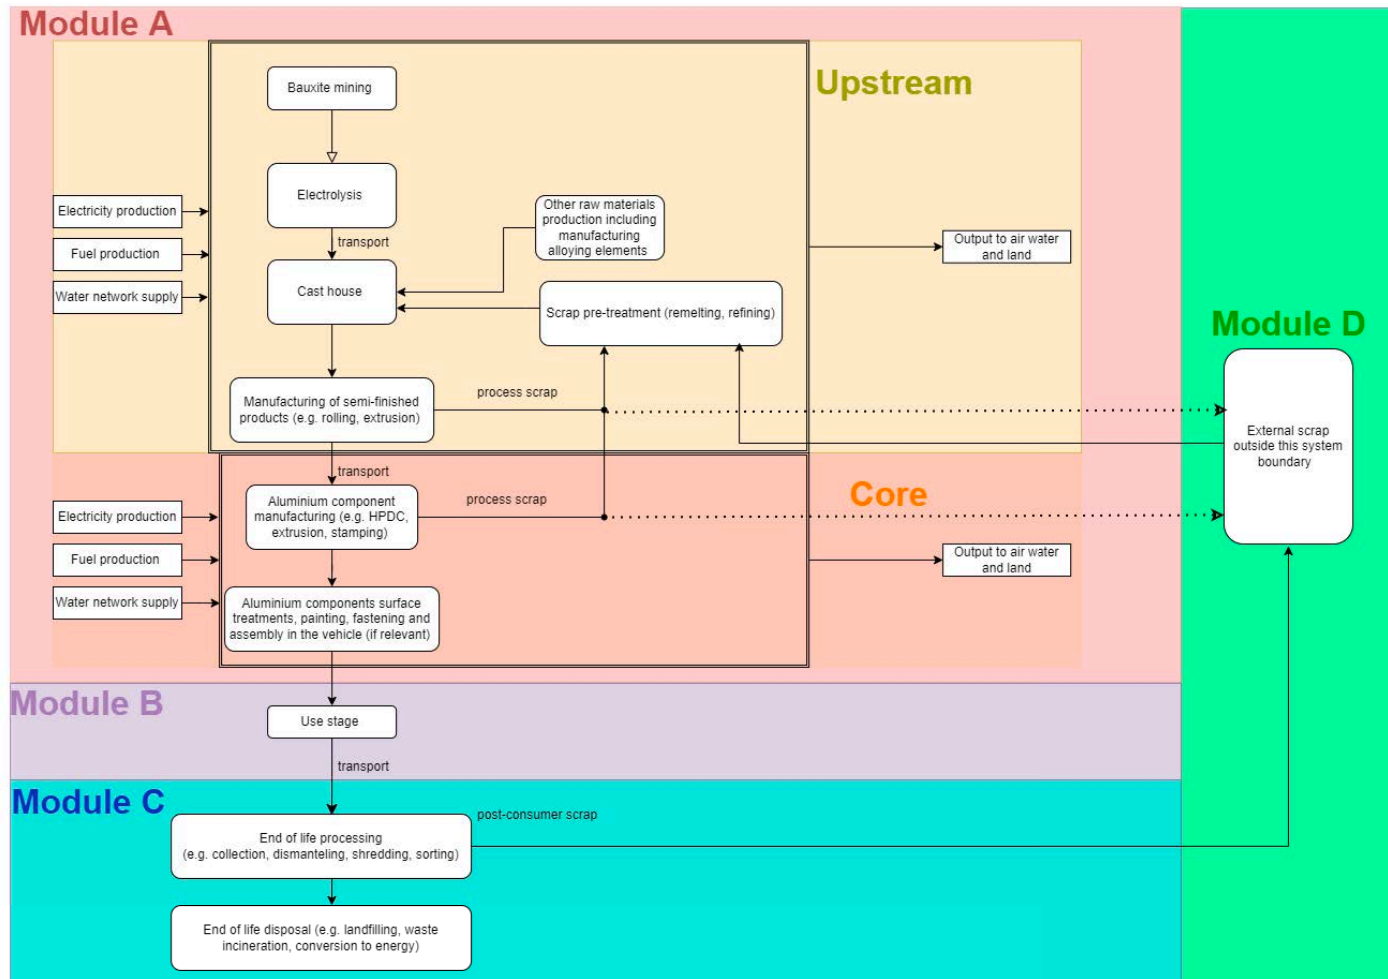 Module A
Upstream
Bauxite mining
Electrolysis
Electricity production
Fuel production
Water network supply
transport
Other raw materials
production including
manufacturing
alloying elements
Output to air water
and land
Cast house
Scrap pre-treatment (remelting, refining)
Module D
Manufacturing of semi-finished
products (e.g. rolling, extrusion)
process scrap
External scrap
outside this system
boundary
transport
Core
Electricity production
Fuel production
Water network supply
Aluminium component
manufacturing (e.g. HPDC,
extrusion, stamping)
process scrap
Output to air water
and land
Aluminium components surface
treatments, painting, fastening and
assembly in the vehicle (if relevant)
Module B
Use stage
transport
Module C
post-consumer scrap
End of life processing
(e.g. collection, dismanteling, shredding, sorting)
End of life disposal (e.g. landfilling, waste
incineration, conversion to energy)